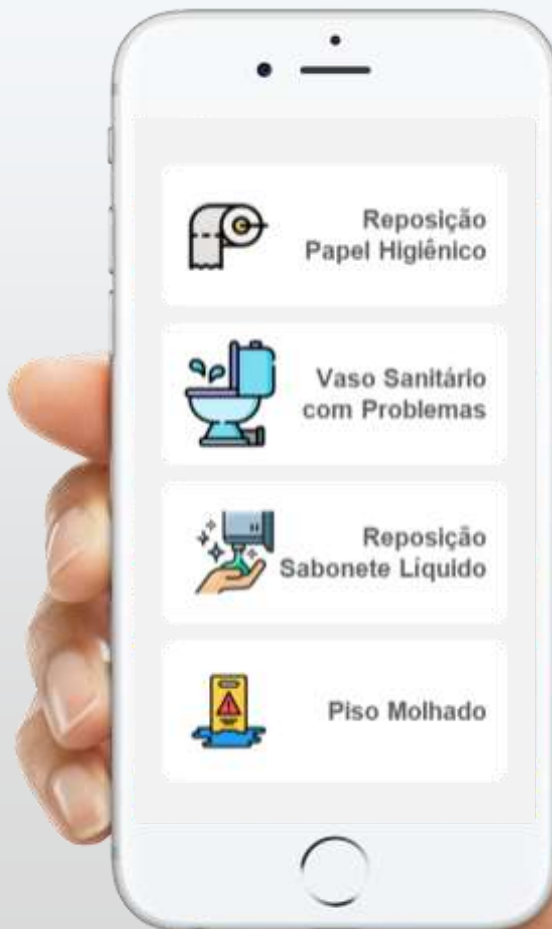 Reposição
Papel Higiênico
Vaso Sanitário
com Problemas
Reposição
Sabonete Líquido
Piso Molhado